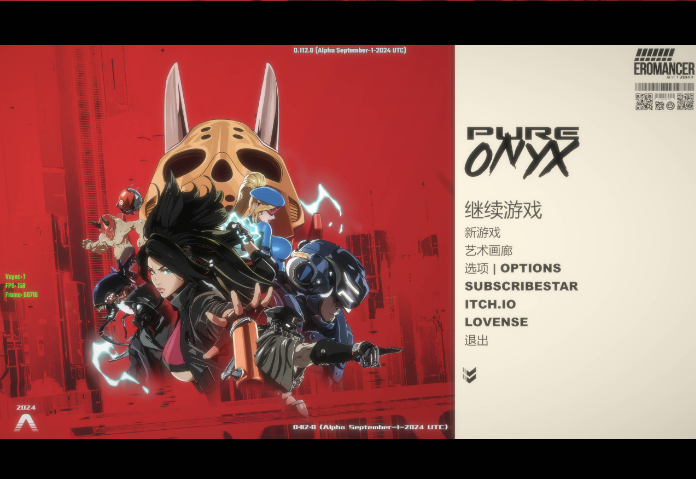 0.112.0 (Alpha September-1-2024 UTC)
EROMANCER
PURE
ONYX
继续游戏
新游戏
艺术画廊
选项 | OPTIONS
SUBSCRIBESTAR
ITCH.IO
LOVENSE
退出
2024
0.112.0 (Alpha September-1-2024 UTC)